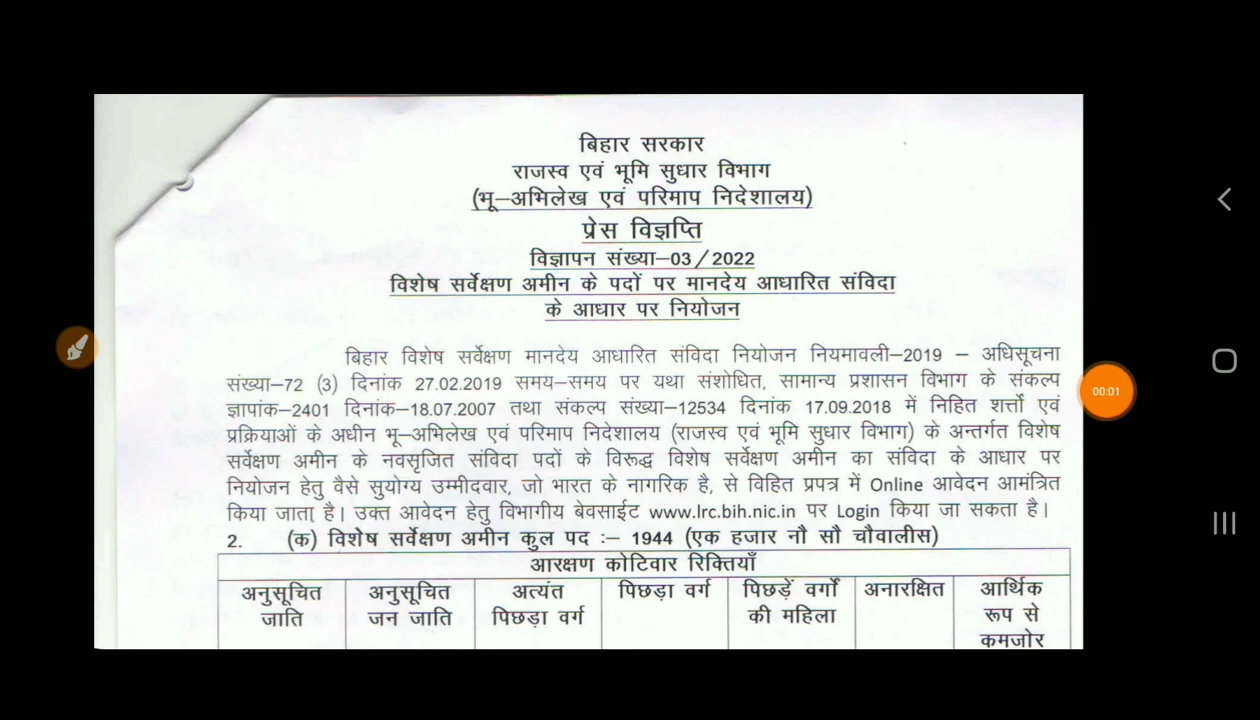 बिहार सरकार
राजस्व एवं भूमि सुधार विभाग
(भू–अभिलेख एवं परिमाप निदेशालय)
प्रेस विज्ञप्ति
विज्ञापन संख्या–03/2022
विशेष सर्वेक्षण अमीन के पदों पर मानदेय आधारित संविदा
के आधार पर नियोजन
बिहार विशेष सर्वेक्षण मानदेय आधारित संविदा नियोजन नियमावली–2019 – अधिसूचना
संख्या–72 (3) दिनांक 27.02.2019 समय–समय पर यथा संशोधित, सामान्य प्रशासन विभाग के संकल्प
ज्ञापांक–2401 दिनांक–18.07.2007 तथा संकल्प संख्या–12534 दिनांक 17.09.2018 में निहित शर्त्तो एवं
प्रक्रियाओं के अधीन भू–अभिलेख एवं परिमाप निदेशालय (राजस्व एवं भूमि सुधार विभाग) के अन्तर्गत विशेष
सर्वेक्षण अमीन के नवसृजित संविदा पदों के विरूद्ध विशेष सर्वेक्षण अमीन का संविदा के आधार पर
नियोजन हेतु वैसे सुयोग्य उम्मीदवार, जो भारत के नागरिक है, से विहित प्रपत्र में Online आवेदन आमंत्रित
किया जाता है। उक्त आवेदन हेतु विभागीय बेवसाईट www.lrc.bih.nic.in पर Login किया जा सकता है।
2. (क) विशेष सर्वेक्षण अमीन कुल पद :– 1944 (एक हजार नौ सौ चौवालीस)
आरक्षण कोटिवार रिक्तियाँ
अनुसूचित जाति
अनुसूचित जन जाति
अत्यंत पिछड़ा वर्ग
पिछड़ा वर्ग
पिछड़ें वर्गों की महिला
अनारक्षित
आर्थिक रूप से कमजोर
00:01